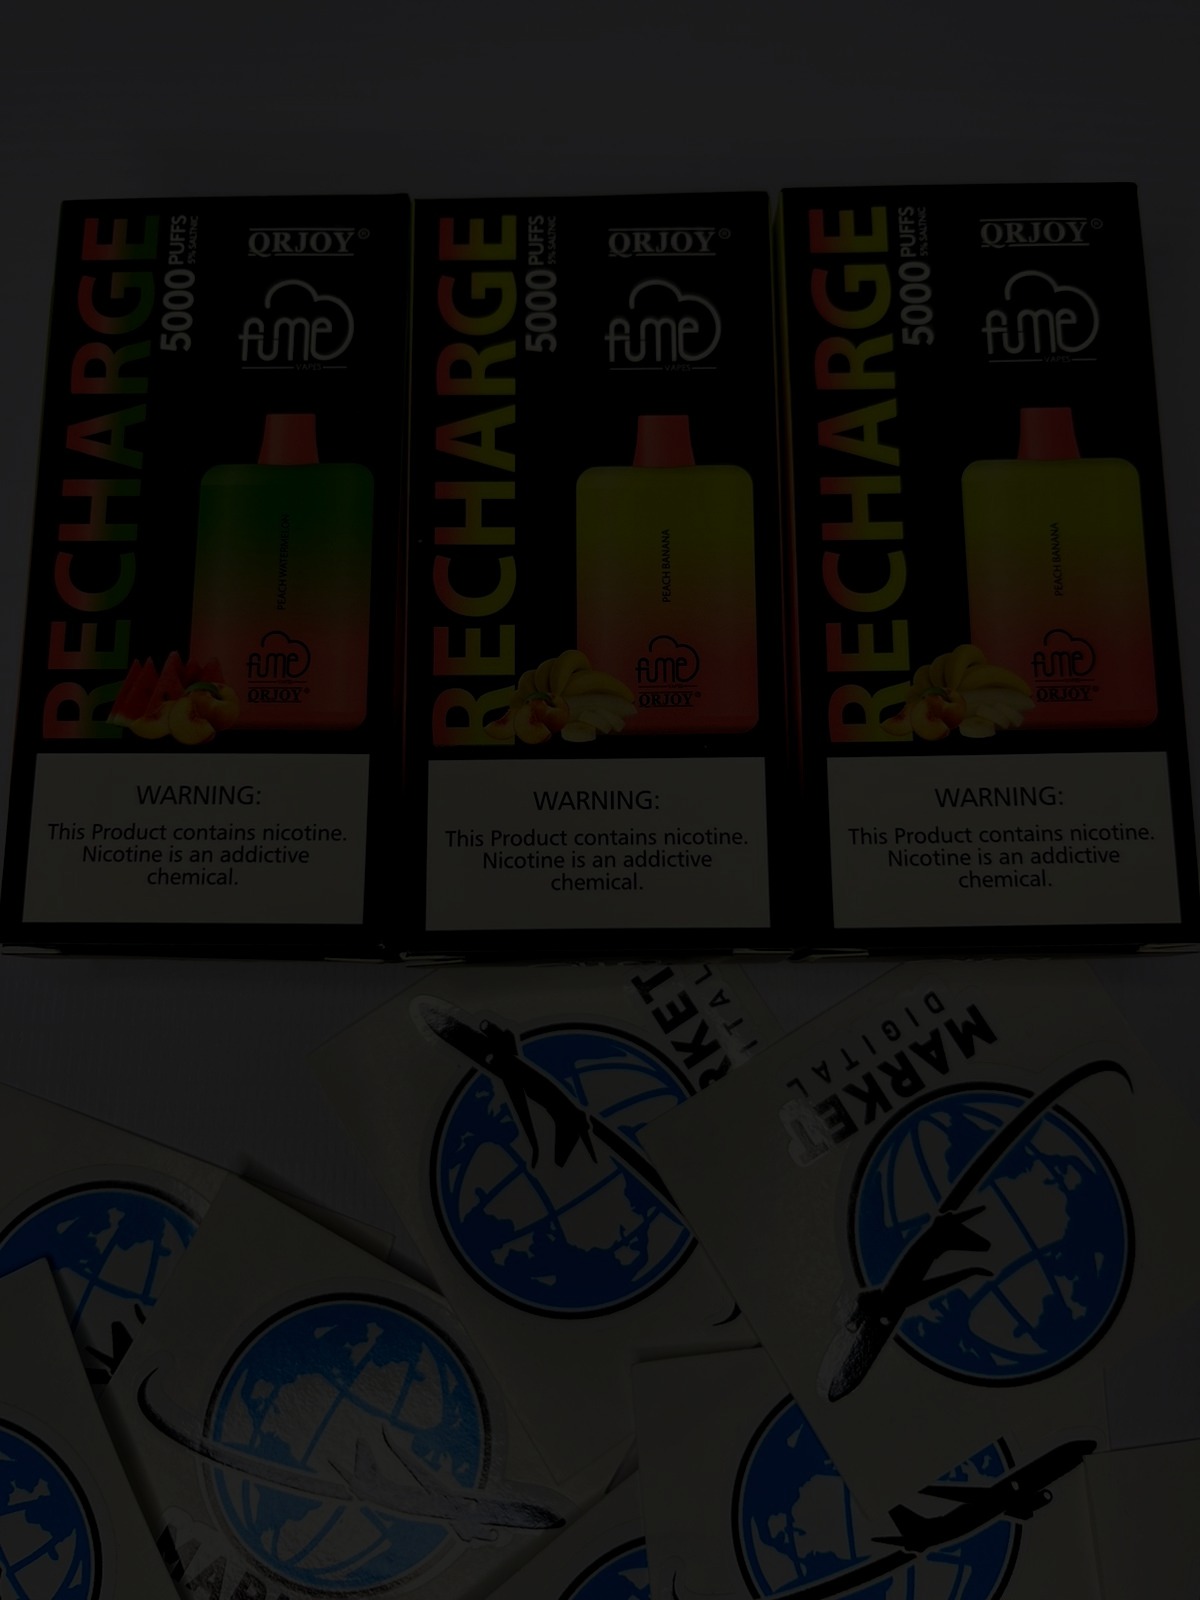 RECHARGE
5000 PUFFS
5% SALTNIC
QRJOY®
fume
VAPES
PEACH WATERMELON
fume
QRJOY®
WARNING:
This Product contains nicotine.
Nicotine is an addictive
chemical.
RECHARGE
5000 PUFFS
5% SALTNIC
QRJOY®
fume
VAPES
PEACH BANANA
fume
QRJOY®
WARNING:
This Product contains nicotine.
Nicotine is an addictive
chemical.
RECHARGE
5000 PUFFS
5% SALTNIC
QRJOY®
fume
VAPES
PEACH BANANA
fume
QRJOY®
WARNING:
This Product contains nicotine.
Nicotine is an addictive
chemical.
RKET
ITAL
MARKET
DIGITAL
MAR